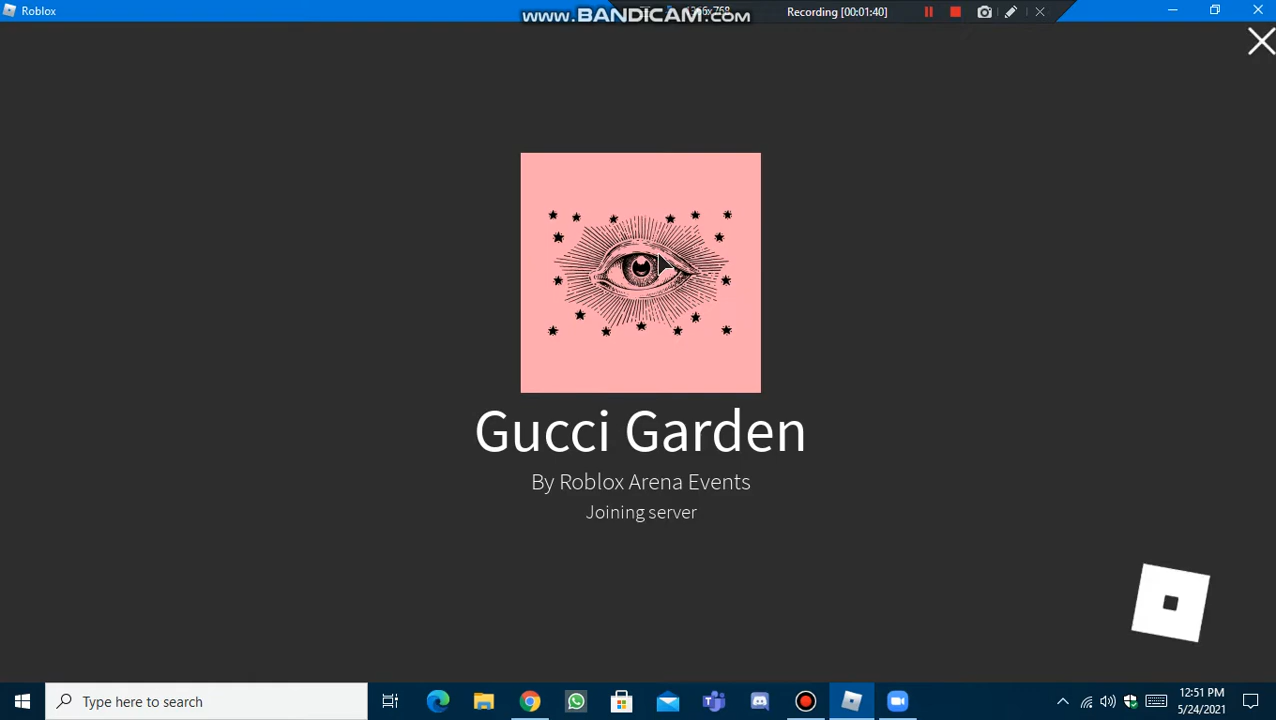 Roblox
www.BANDICAM.com
Recording [00:01:40]
Gucci Garden
By Roblox Arena Events
Joining server
Type here to search
12:51 PM
5/24/2021